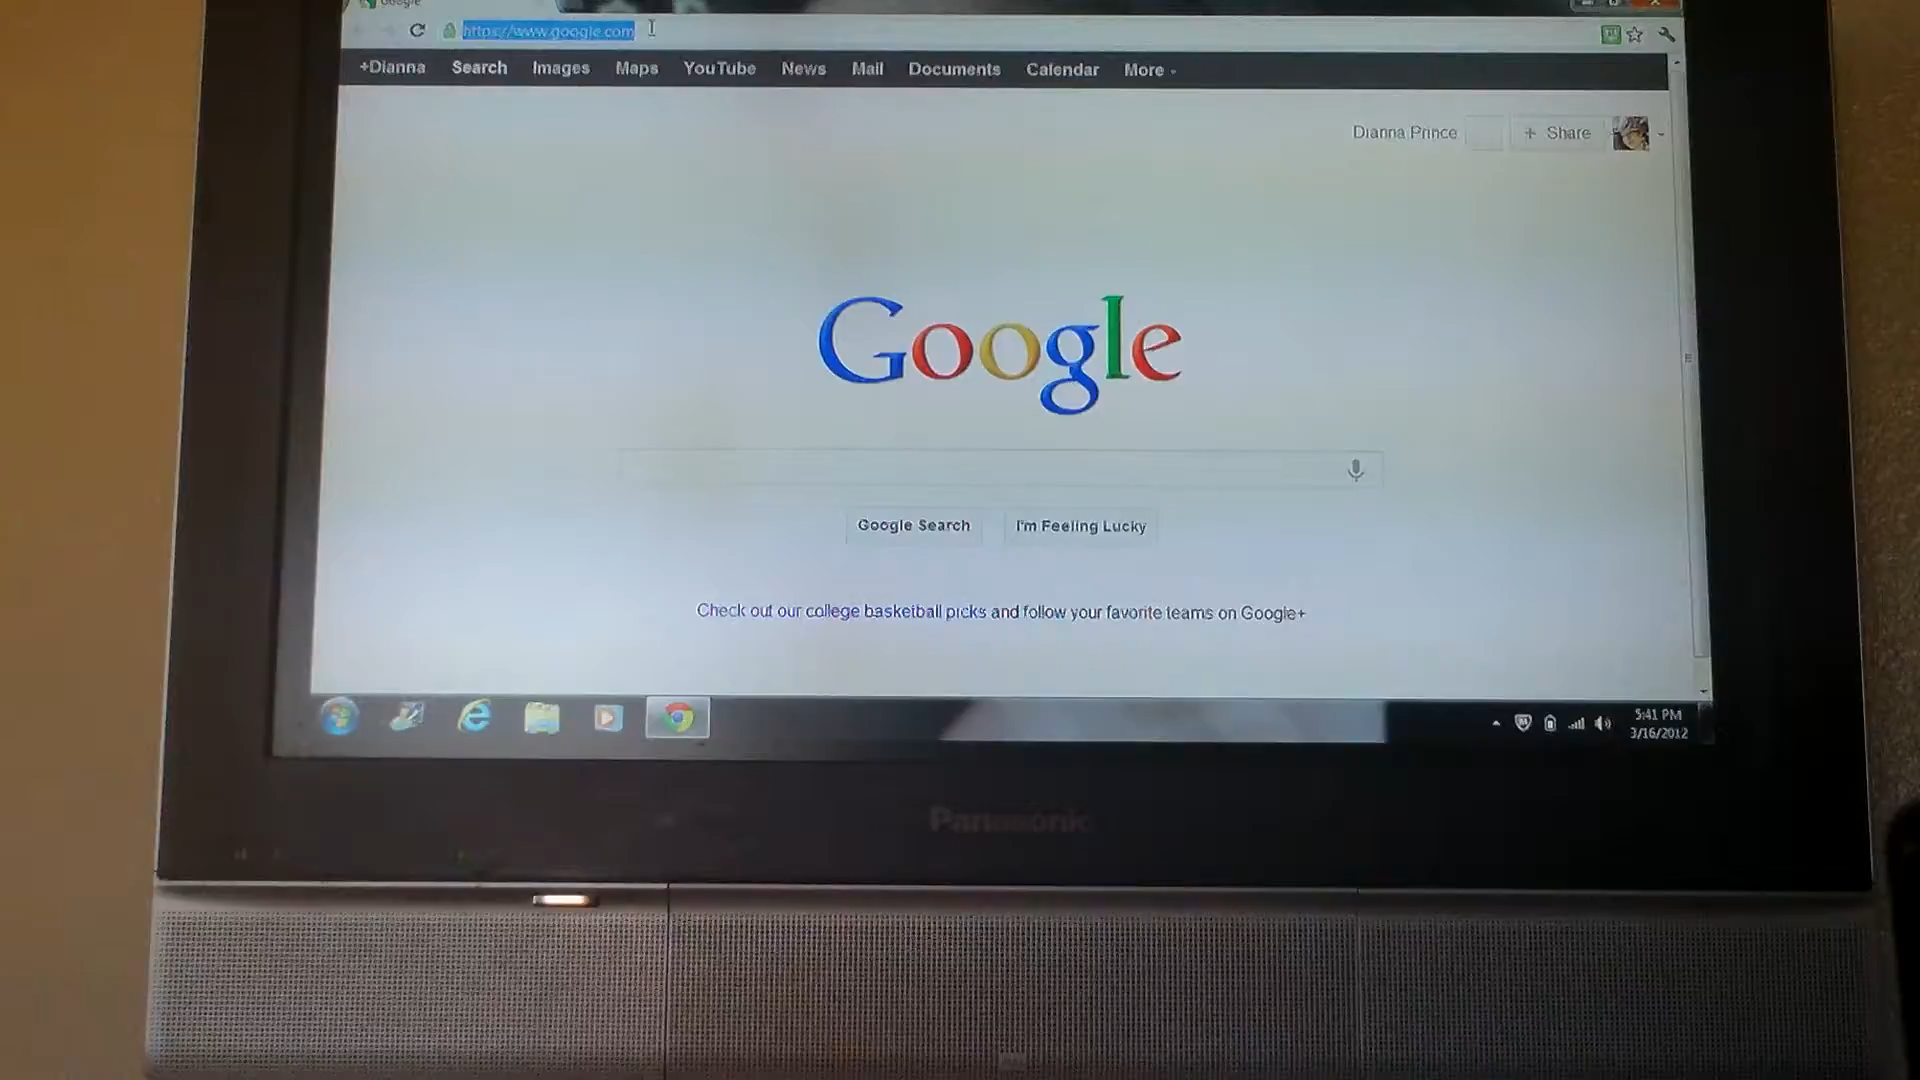 Google
https://www.google.com
+Dianna Search Images Maps YouTube News Mail Documents Calendar More
Dianna Prince + Share
Google
Google Search I'm Feeling Lucky
Check out our college basketball picks and follow your favorite teams on Google+
5:41 PM
3/16/2012
Panasonic